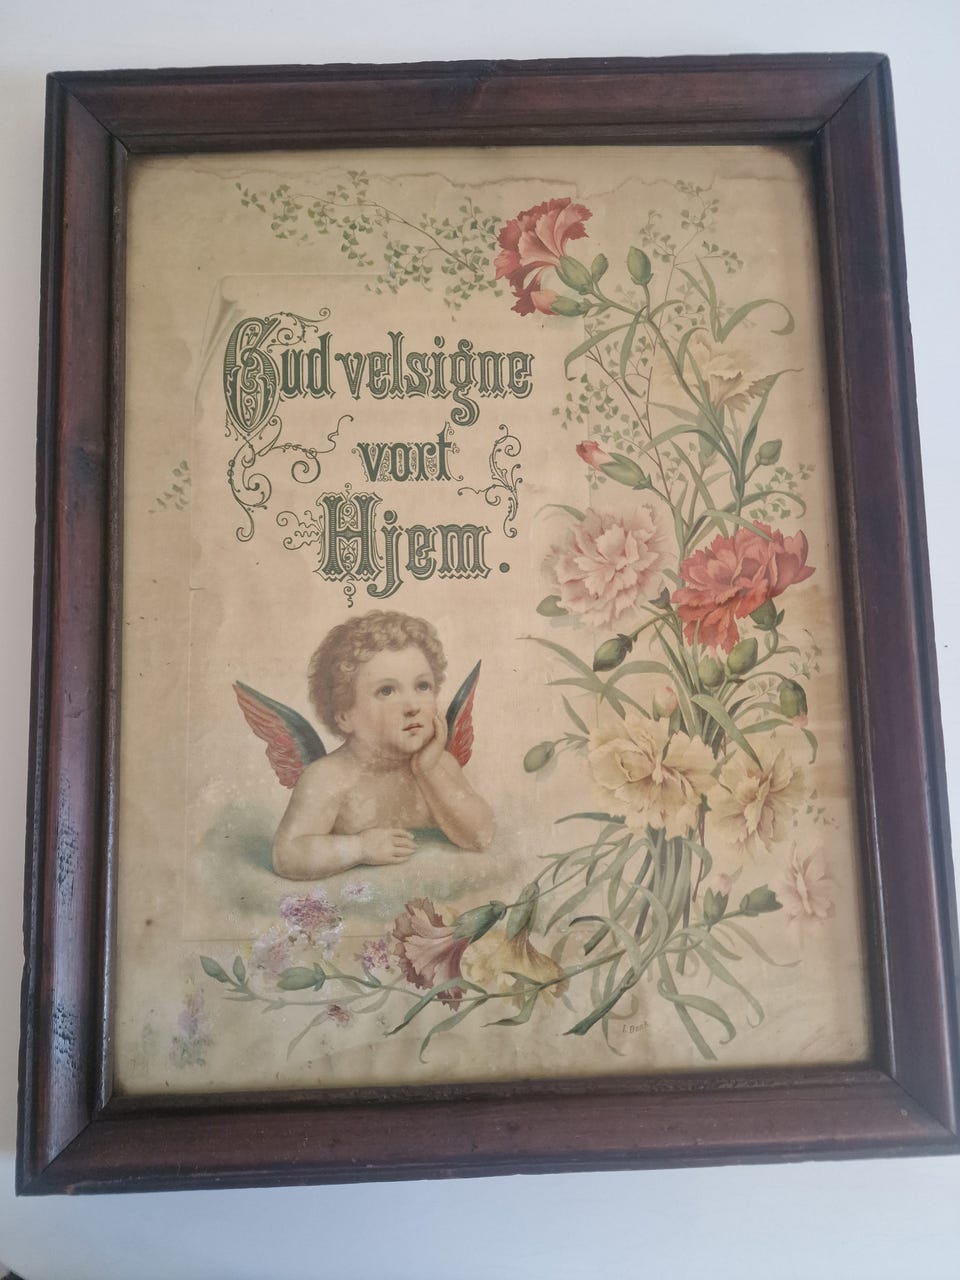 Gud velsigne
vort
Hjem.